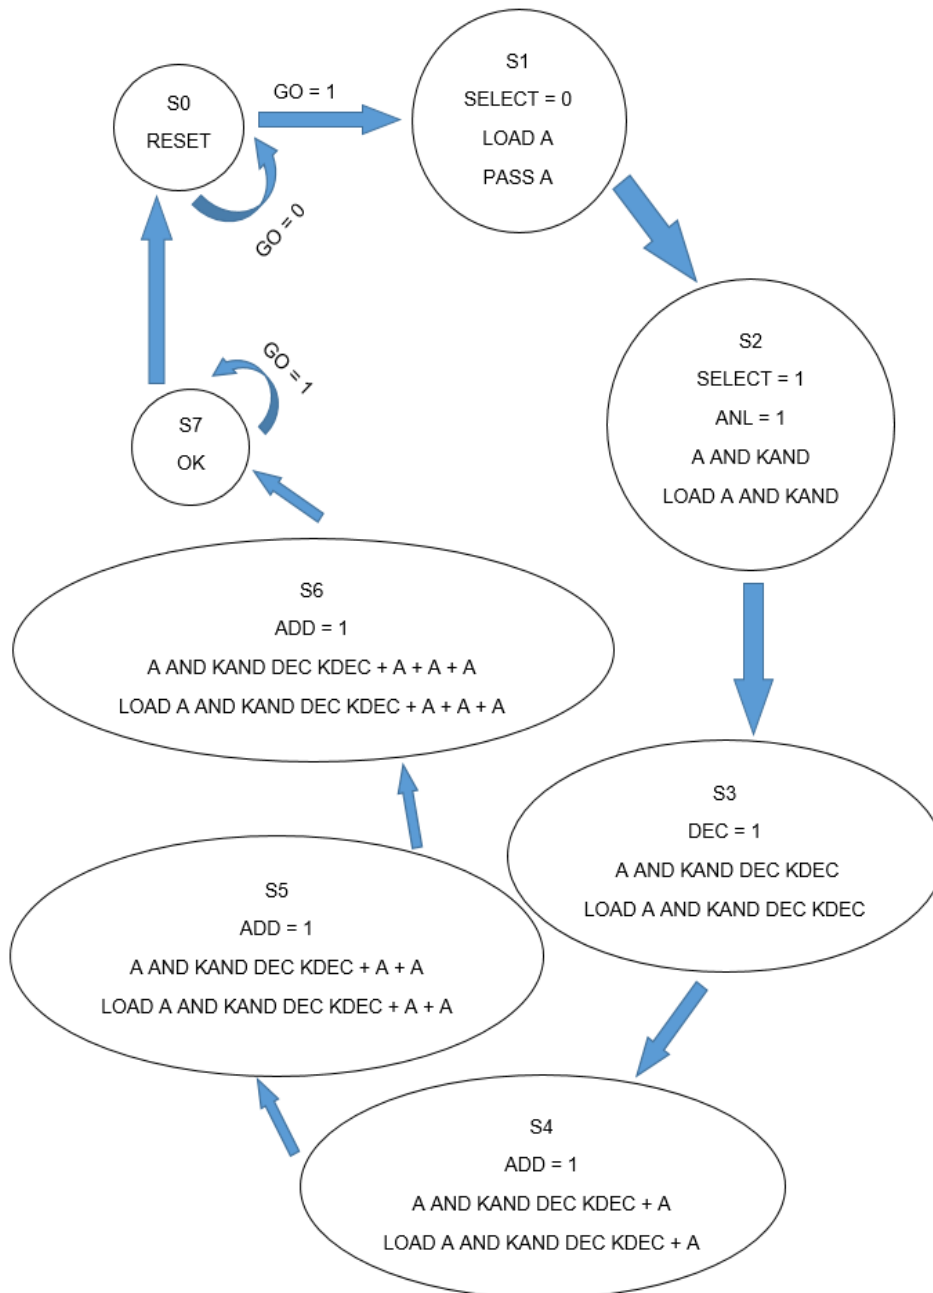 S0
RESET
GO = 1
GO = 0
S1
SELECT = 0
LOAD A
PASS A
S2
SELECT = 1
ANL = 1
A AND KAND
LOAD A AND KAND
S3
DEC = 1
A AND KAND DEC KDEC
LOAD A AND KAND DEC KDEC
S4
ADD = 1
A AND KAND DEC KDEC + A
LOAD A AND KAND DEC KDEC + A
S5
ADD = 1
A AND KAND DEC KDEC + A + A
LOAD A AND KAND DEC KDEC + A + A
S6
ADD = 1
A AND KAND DEC KDEC + A + A + A
LOAD A AND KAND DEC KDEC + A + A + A
S7
OK
GO = 1